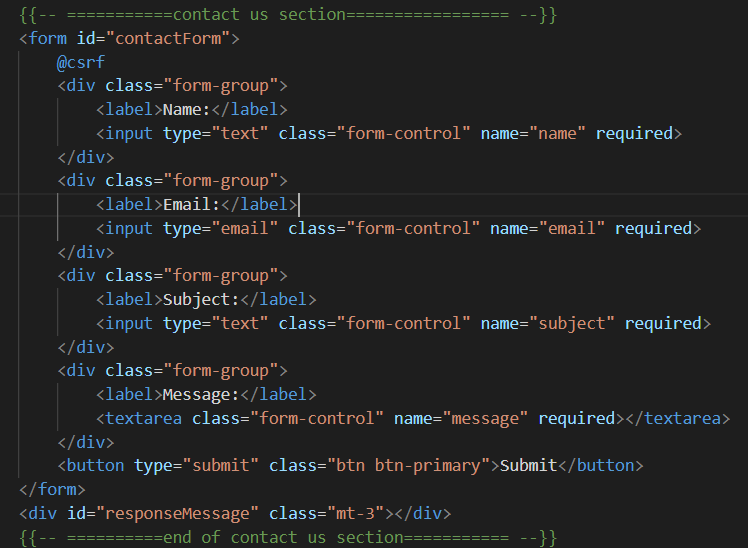 {{-- ===========contact us section================= --}}
<form id="contactForm">
@csrf
<div class="form-group">
<label>Name:</label>
<input type="text" class="form-control" name="name" required>
</div>
<div class="form-group">
<label>Email:</label>
<input type="email" class="form-control" name="email" required>
</div>
<div class="form-group">
<label>Subject:</label>
<input type="text" class="form-control" name="subject" required>
</div>
<div class="form-group">
<label>Message:</label>
<textarea class="form-control" name="message" required></textarea>
</div>
<button type="submit" class="btn btn-primary">Submit</button>
</form>
<div id="responseMessage" class="mt-3"></div>
{{-- ==========end of contact us section=========== --}}